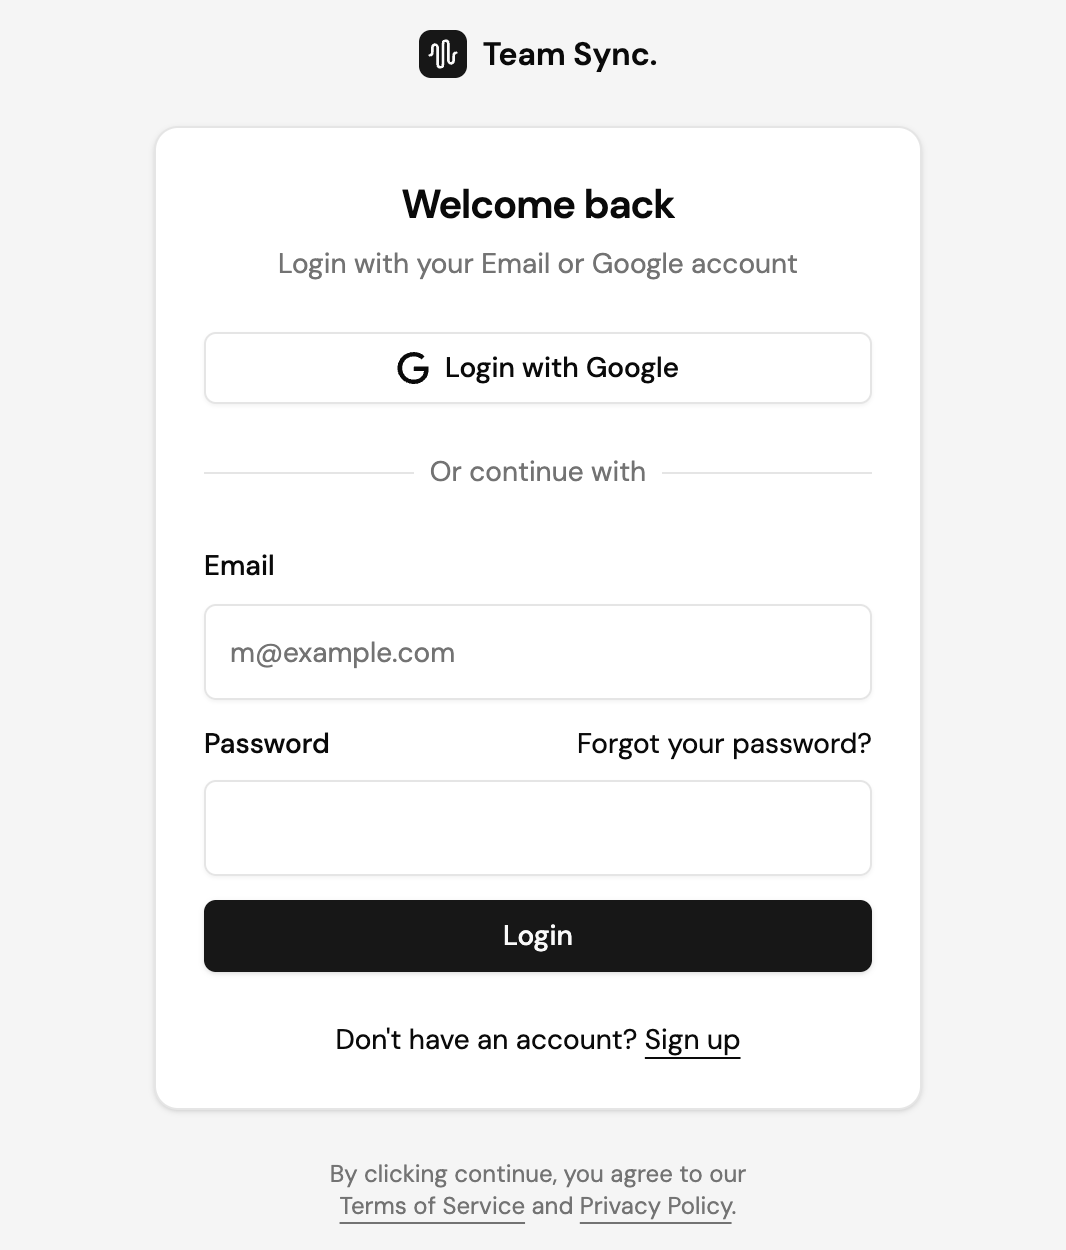 Team Sync.
Welcome back
Login with your Email or Google account
Login with Google
Or continue with
Email
m@example.com
Password
Forgot your password?
Login
Don't have an account? Sign up
By clicking continue, you agree to our
Terms of Service and Privacy Policy.